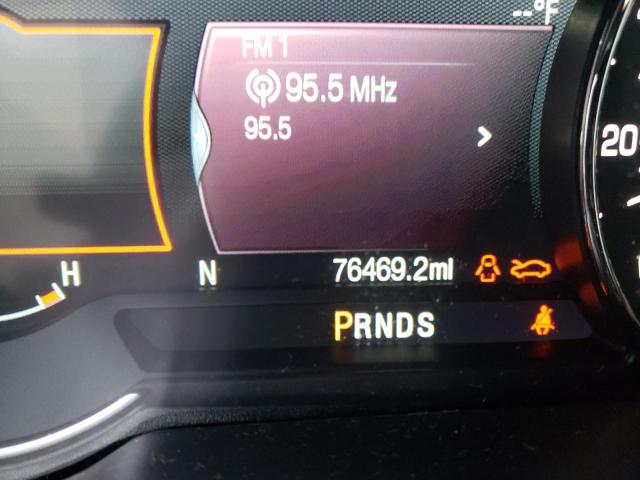 --°F
FM 1
95.5 MHz
95.5
20
H
N
76469.2mi
PRNDS